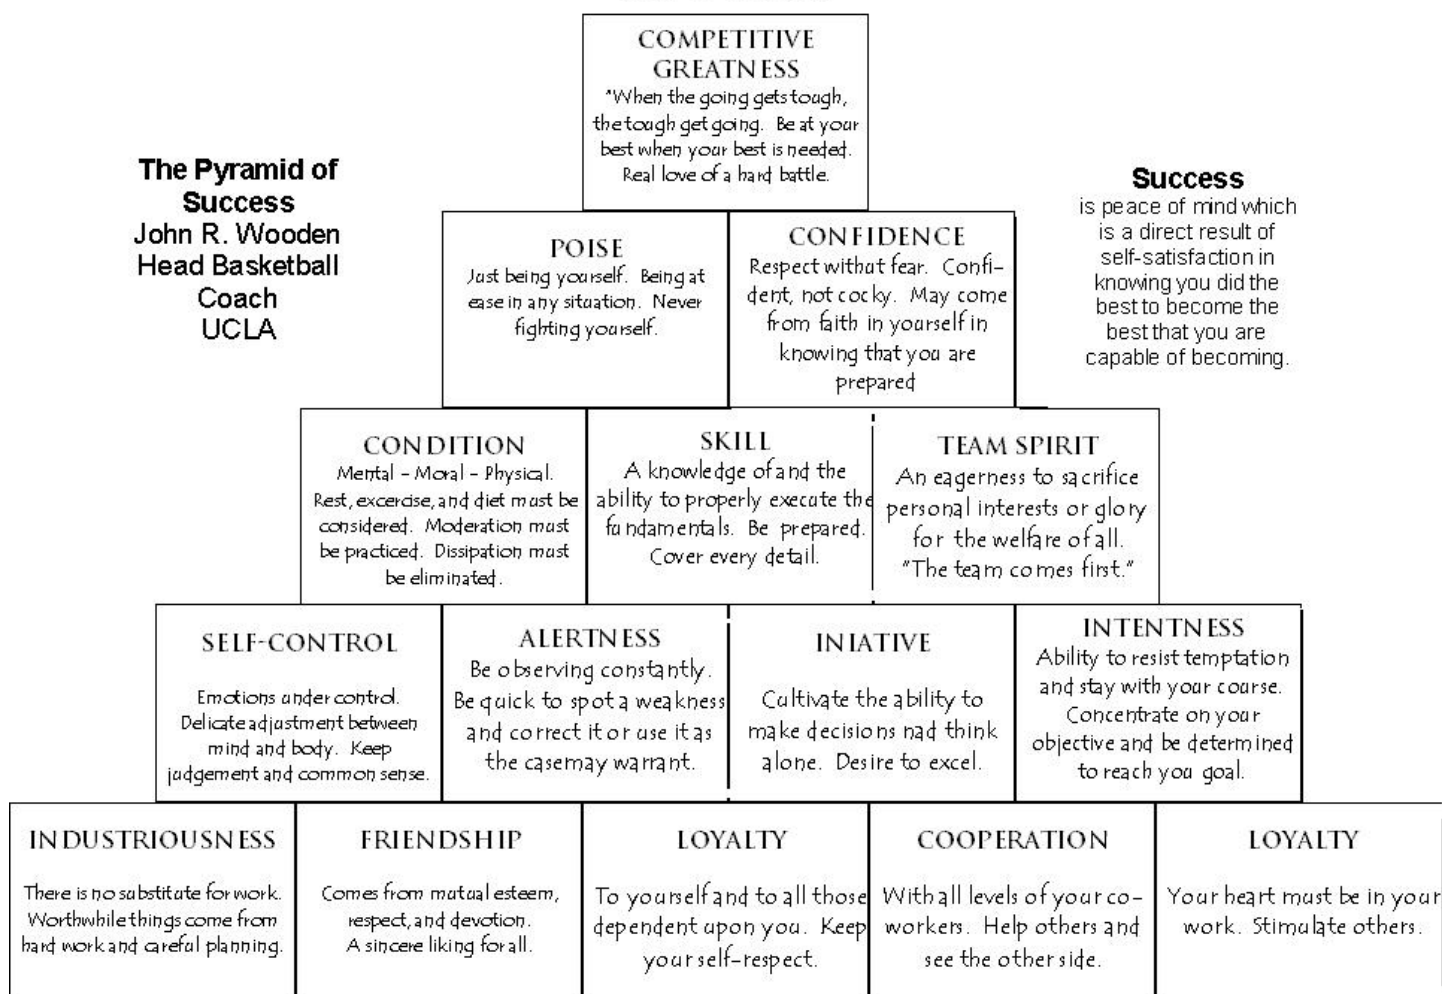 COMPETITIVE
GREATNESS
"When the going gets tough,
the tough get going. Be at your
best when your best is needed.
Real love of a hard battle.
The Pyramid of
Success
John R. Wooden
Head Basketball
Coach
UCLA
Success
is peace of mind which
is a direct result of
self-satisfaction in
knowing you did the
best to become the
best that you are
capable of becoming.
POISE
Just being yourself. Being at
ease in any situation. Never
fighting yourself.
CONFIDENCE
Respect without fear. Confi-
dent, not cocky. May come
from faith in yourself in
knowing that you are
prepared
CONDITION
Mental - Moral - Physical.
Rest, excercise, and diet must be
considered. Moderation must
be practiced. Dissipation must
be eliminated.
SKILL
A knowledge of and the
ability to properly execute the
fundamentals. Be prepared.
Cover every detail.
TEAM SPIRIT
An eagerness to sacrifice
personal interests or glory
for the welfare of all.
"The team comes first."
SELF-CONTROL
Emotions under control.
Delicate adjustment between
mind and body. Keep
judgement and common sense.
ALERTNESS
Be observing constantly.
Be quick to spot a weakness
and correct it or use it as
the casemay warrant.
INIATIVE
Cultivate the ability to
make decisions nad think
alone. Desire to excel.
INTENTNESS
Ability to resist temptation
and stay with your course.
Concentrate on your
objective and be determined
to reach you goal.
INDUSTRIOUSNESS
There is no substitute for work.
Worthwhile things come from
hard work and careful planning.
FRIENDSHIP
Comes from mutual esteem,
respect, and devotion.
A sincere liking for all.
LOYALTY
To yourself and to all those
dependent upon you. Keep
your self-respect.
COOPERATION
With all levels of your co-
workers. Help others and
see the other side.
LOYALTY
Your heart must be in your
work. Stimulate others.